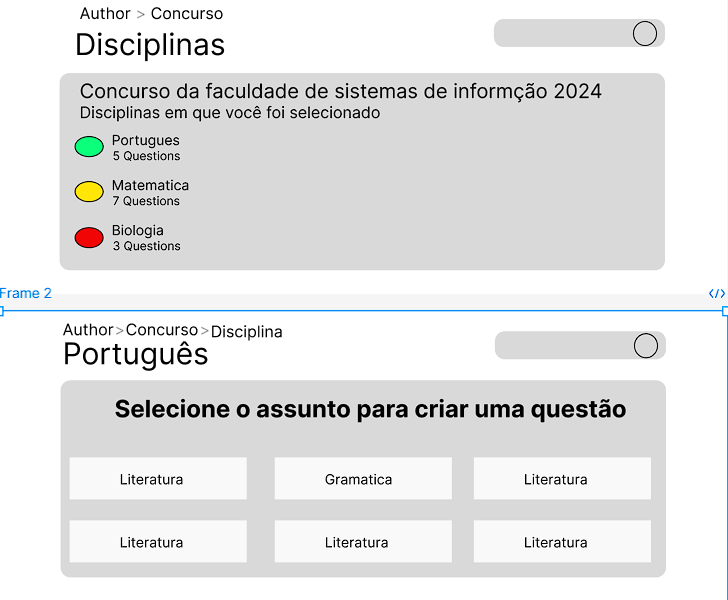 Author > Concurso
Disciplinas
Concurso da faculdade de sistemas de informção 2024
Disciplinas em que você foi selecionado
Portugues
5 Questions
Matematica
7 Questions
Biologia
3 Questions
Frame 2 </>
Author>Concurso>Disciplina
Português
Selecione o assunto para criar uma questão
Literatura Gramatica Literatura
Literatura Literatura Literatura